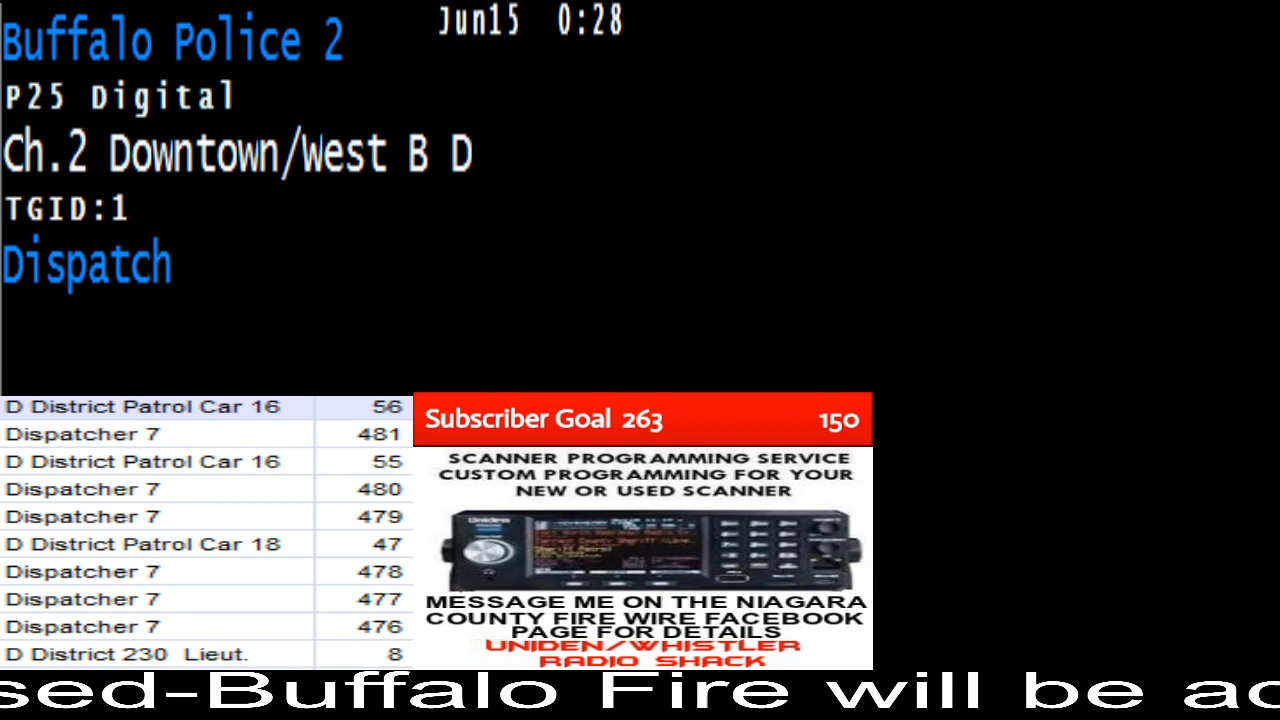 Buffalo Police 2
Jun15 0:28
P25 Digital
Ch.2 Downtown/West B D
TGID:1
Dispatch
D District Patrol Car 16 56
Dispatcher 7 481
D District Patrol Car 16 55
Dispatcher 7 480
Dispatcher 7 479
D District Patrol Car 18 47
Dispatcher 7 478
Dispatcher 7 477
Dispatcher 7 476
D District 230 Lieut. 8
Subscriber Goal 263 150
SCANNER PROGRAMMING SERVICE
CUSTOM PROGRAMMING FOR YOUR
NEW OR USED SCANNER
Uniden
MESSAGE ME ON THE NIAGARA
COUNTY FIRE WIRE FACEBOOK
PAGE FOR DETAILS
UNIDEN/WHISTLER
RADIO SHACK
sed-Buffalo Fire will be ad